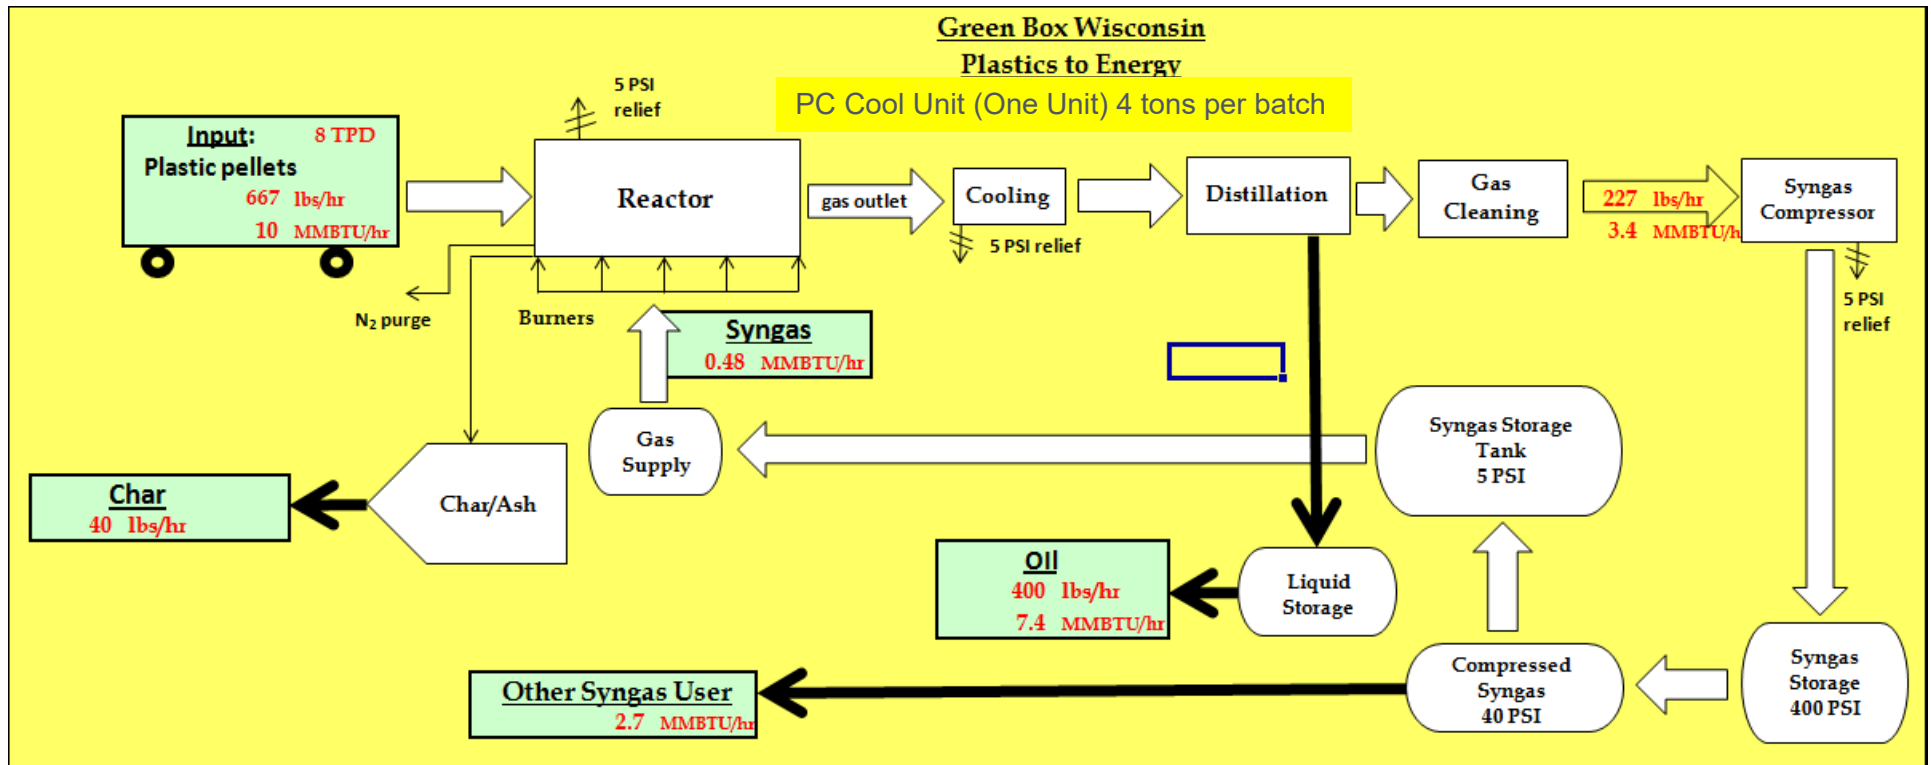 Green Box Wisconsin
Plastics to Energy
PC Cool Unit (One Unit) 4 tons per batch
Input: 8 TPD
Plastic pellets
667 lbs/hr
10 MMBTU/hr
5 PSI
relief
Reactor
gas outlet
Cooling
5 PSI relief
Distillation
Gas
Cleaning
227 lbs/hr
3.4 MMBTU/h
Syngas
Compressor
5 PSI
relief
N₂ purge
Burners
Syngas
0.48 MMBTU/hr
Gas
Supply
Syngas Storage
Tank
5 PSI
Char
40 lbs/hr
Char/Ash
OIl
400 lbs/hr
7.4 MMBTU/hr
Liquid
Storage
Other Syngas User
2.7 MMBTU/hr
Compressed
Syngas
40 PSI
Syngas
Storage
400 PSI